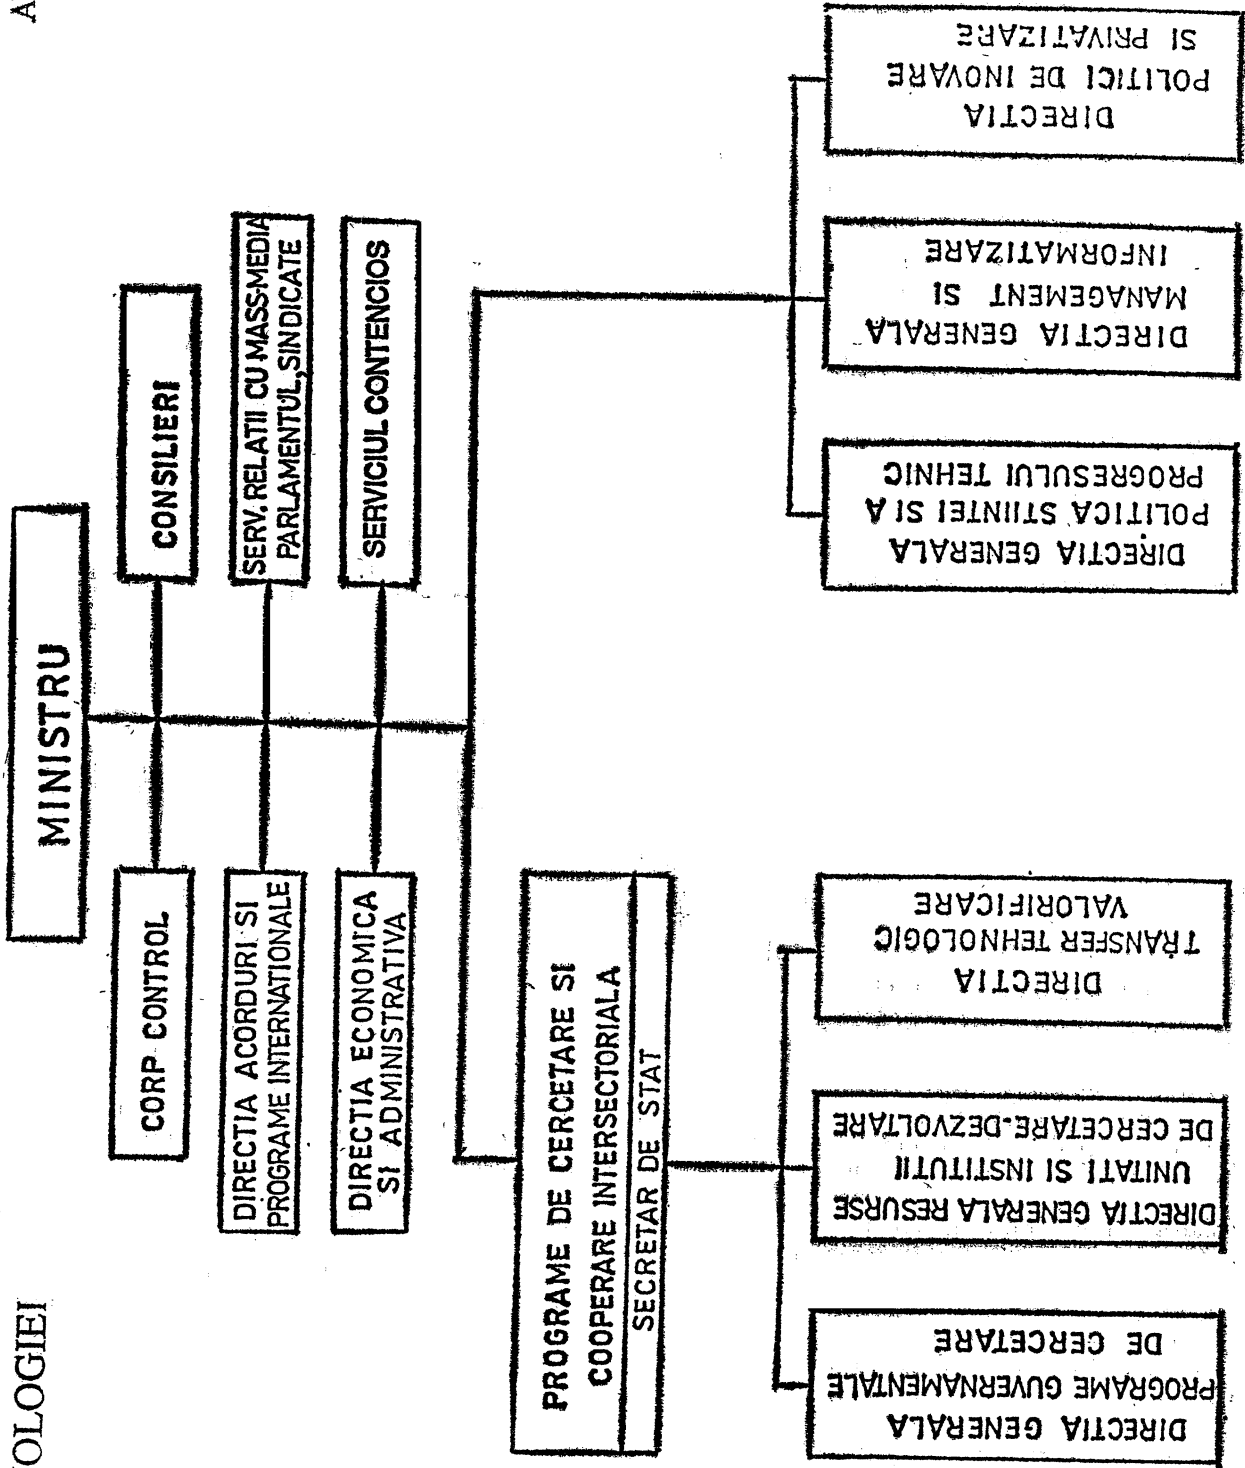 OLOGIEI
A
MINISTRU
CORP CONTROL
CONSILIERI
DIRECTIA ACORDURI SI
PROGRAME INTERNATIONALE
SERV. RELATII CU MASS-MEDIA
PARLAMENTUL, SINDICATE
DIRECTIA ECONOMICA
SI ADMINISTRATIVA
SERVICIUL CONTENCIOS
PROGRAME DE CERCETARE SI
COOPERARE INTERSECTORIALA
SECRETAR DE STAT
DIRECTIA GENERALA
PROGRAME GUVERNAMENTALE
DE CERCETARE
DIRECTIA GENERALA RESURSE
UNITATI SI INSTITUTII
DE CERCETARE-DEZVOLTARE
DIRECTIA
TRANSFER TEHNOLOGIC
VALORIFICARE
DIRECTIA GENERALA
POLITICA STIINTEI SI A
PROGRESULUI TEHNIC
DIRECTIA GENERALA
MANAGEMENT SI
INFORMATIZARE
DIRECTIA
POLITICI DE INOVARE
SI PRIVATIZARE